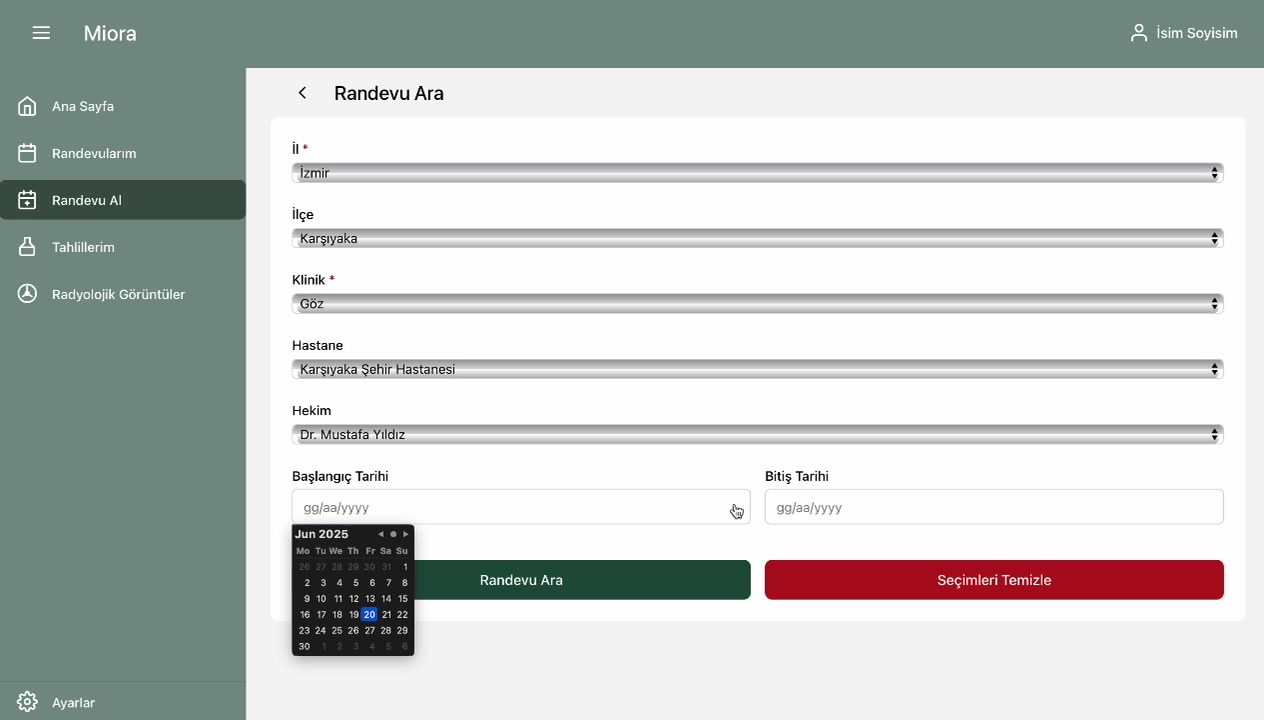 Miora
İsim Soyisim
Ana Sayfa
Randevularım
Randevu Al
Tahlillerim
Radyolojik Görüntüler
Ayarlar
Randevu Ara
İl *
İzmir
İlçe
Karşıyaka
Klinik *
Göz
Hastane
Karşıyaka Şehir Hastanesi
Hekim
Dr. Mustafa Yıldız
Başlangıç Tarihi
gg/aa/yyyy
Bitiş Tarihi
gg/aa/yyyy
Jun 2025
Mo Tu We Th Fr Sa Su
26 27 28 29 30 31 1
2 3 4 5 6 7 8
9 10 11 12 13 14 15
16 17 18 19 20 21 22
23 24 25 26 27 28 29
30 1 2 3 4 5 6
Randevu Ara
Seçimleri Temizle